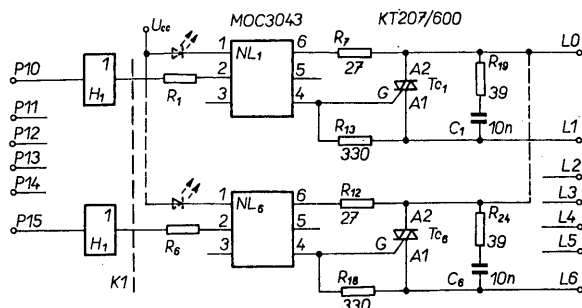 Ucc MOC3043 KT207/600
P10 1 H1 R1 1 2 3 NL1 6 5 4 R7 27 A2 G A1 Tc1 R19 39 C1 10n L0
R13 330 L1
P11
P12
P13
P14
L2
L3
L4
L5
P15 1 H1 R6 1 2 3 NL6 6 5 4 R12 27 A2 G A1 Tc6 R24 39 C6 10n
K1 R18 330 L6